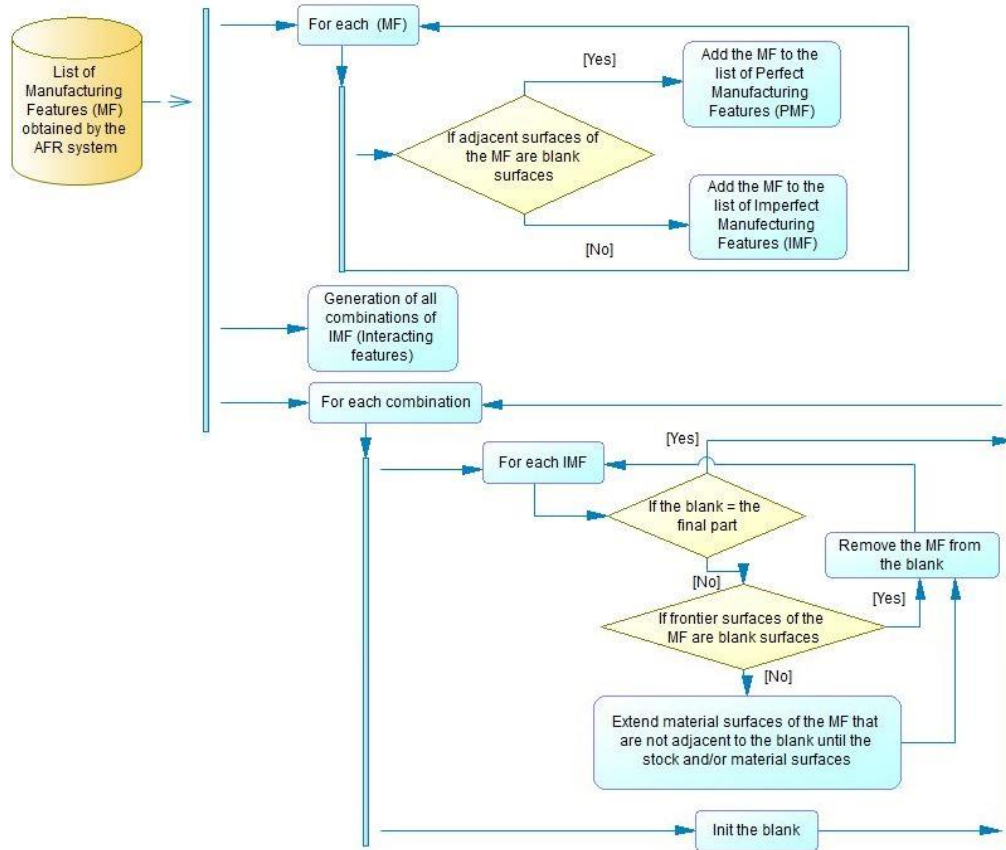 List of
Manufacturing
Features (MF)
obtained by the
AFR system
For each  (MF)
[Yes]
Add the MF to the
list of Perfect
Manufacturing
Features (PMF)
If adjacent surfaces of
the MF are blank
surfaces
Add the MF to the
list of Imperfect
Manufecturing
Features (IMF)
[No]
Generation of all
combinations of
IMF (Interacting
features)
For each combination
[Yes]
For each IMF
If the blank = the
final part
Remove the MF from
the blank
[No]
[Yes]
If frontier surfaces of the
MF are blank surfaces
[No]
Extend material surfaces of the MF that
are not adjacent to the blank until the
stock and/or material surfaces
Init the blank